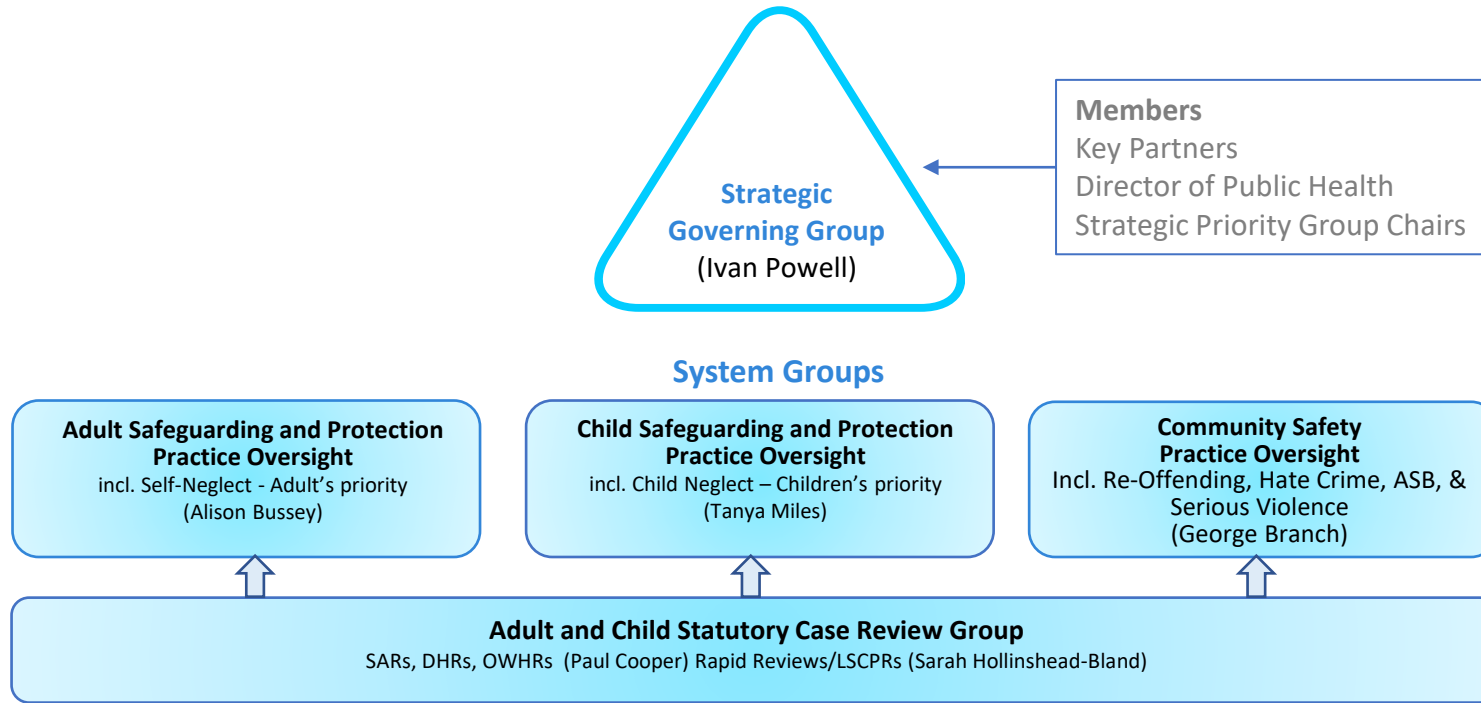 Strategic
Governing Group
(Ivan Powell)
Members
Key Partners
Director of Public Health
Strategic Priority Group Chairs
System Groups
Adult Safeguarding and Protection
Practice Oversight
incl. Self-Neglect - Adult's priority
(Alison Bussey)
Child Safeguarding and Protection
Practice Oversight
incl. Child Neglect – Children's priority
(Tanya Miles)
Community Safety
Practice Oversight
Incl. Re-Offending, Hate Crime, ASB, &
Serious Violence
(George Branch)
Adult and Child Statutory Case Review Group
SARs, DHRs, OWHRs (Paul Cooper) Rapid Reviews/LSCPRs (Sarah Hollinshead-Bland)